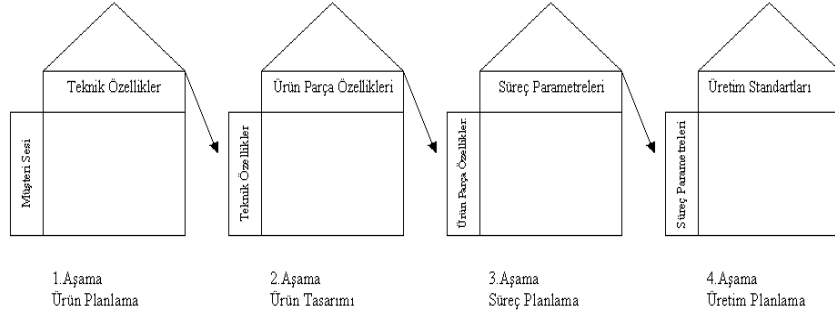 Teknik Özellikler
Ürün Parça Özellikleri
Süreç Parametreleri
Üretim Standartları
Müşteri Sesi
Teknik Özellikler
Ürün Parça Özellikler
Süreç Parametreleri
1.Aşama
Ürün Planlama
2.Aşama
Ürün Tasarımı
3.Aşama
Süreç Planlama
4.Aşama
Üretim Planlama